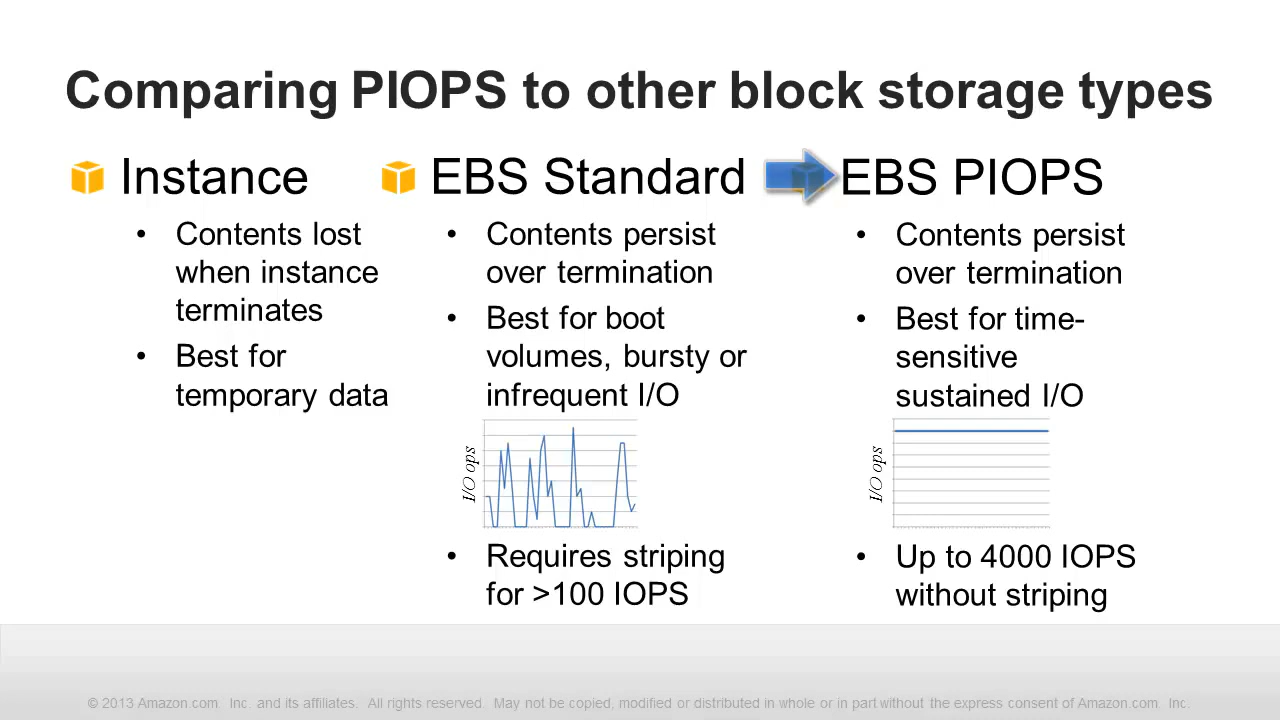 Comparing PIOPS to other block storage types
Instance
• Contents lost
when instance
terminates
• Best for
temporary data
EBS Standard
• Contents persist
over termination
• Best for boot
volumes, bursty or
infrequent I/O
I/O ops
• Requires striping
for >100 IOPS
EBS PIOPS
• Contents persist
over termination
• Best for time-
sensitive
sustained I/O
I/O ops
• Up to 4000 IOPS
without striping
© 2013 Amazon.com. Inc. and its affiliates. All rights reserved. May not be copied, modified or distributed in whole or in part without the express consent of Amazon.com. Inc.